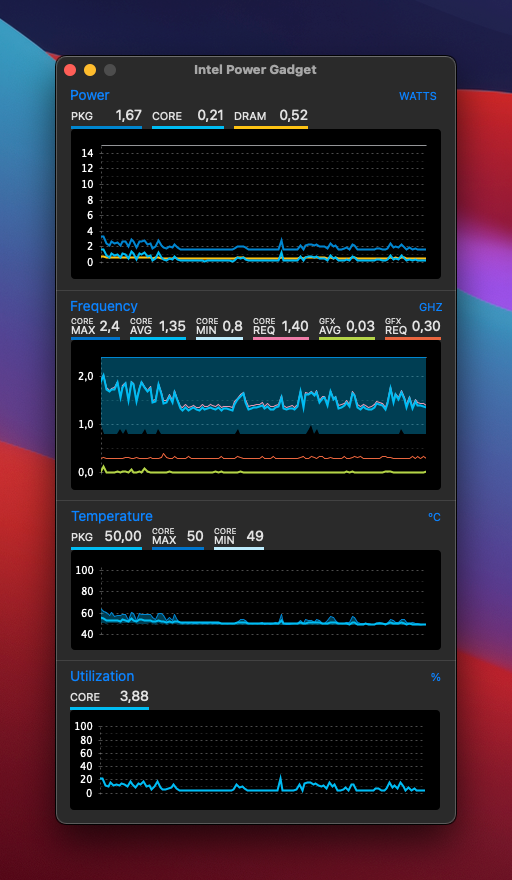 Intel Power Gadget
Power WATTS
PKG 1,67 CORE 0,21 DRAM 0,52
14
12
10
8
6
4
2
0
Frequency GHZ
CORE MAX 2,4 CORE AVG 1,35 CORE MIN 0,8 CORE REQ 1,40 GFX AVG 0,03 GFX REQ 0,30
2,0
1,0
0,0
Temperature °C
PKG 50,00 CORE MAX 50 CORE MIN 49
100
80
60
40
Utilization %
CORE 3,88
100
80
60
40
20
0